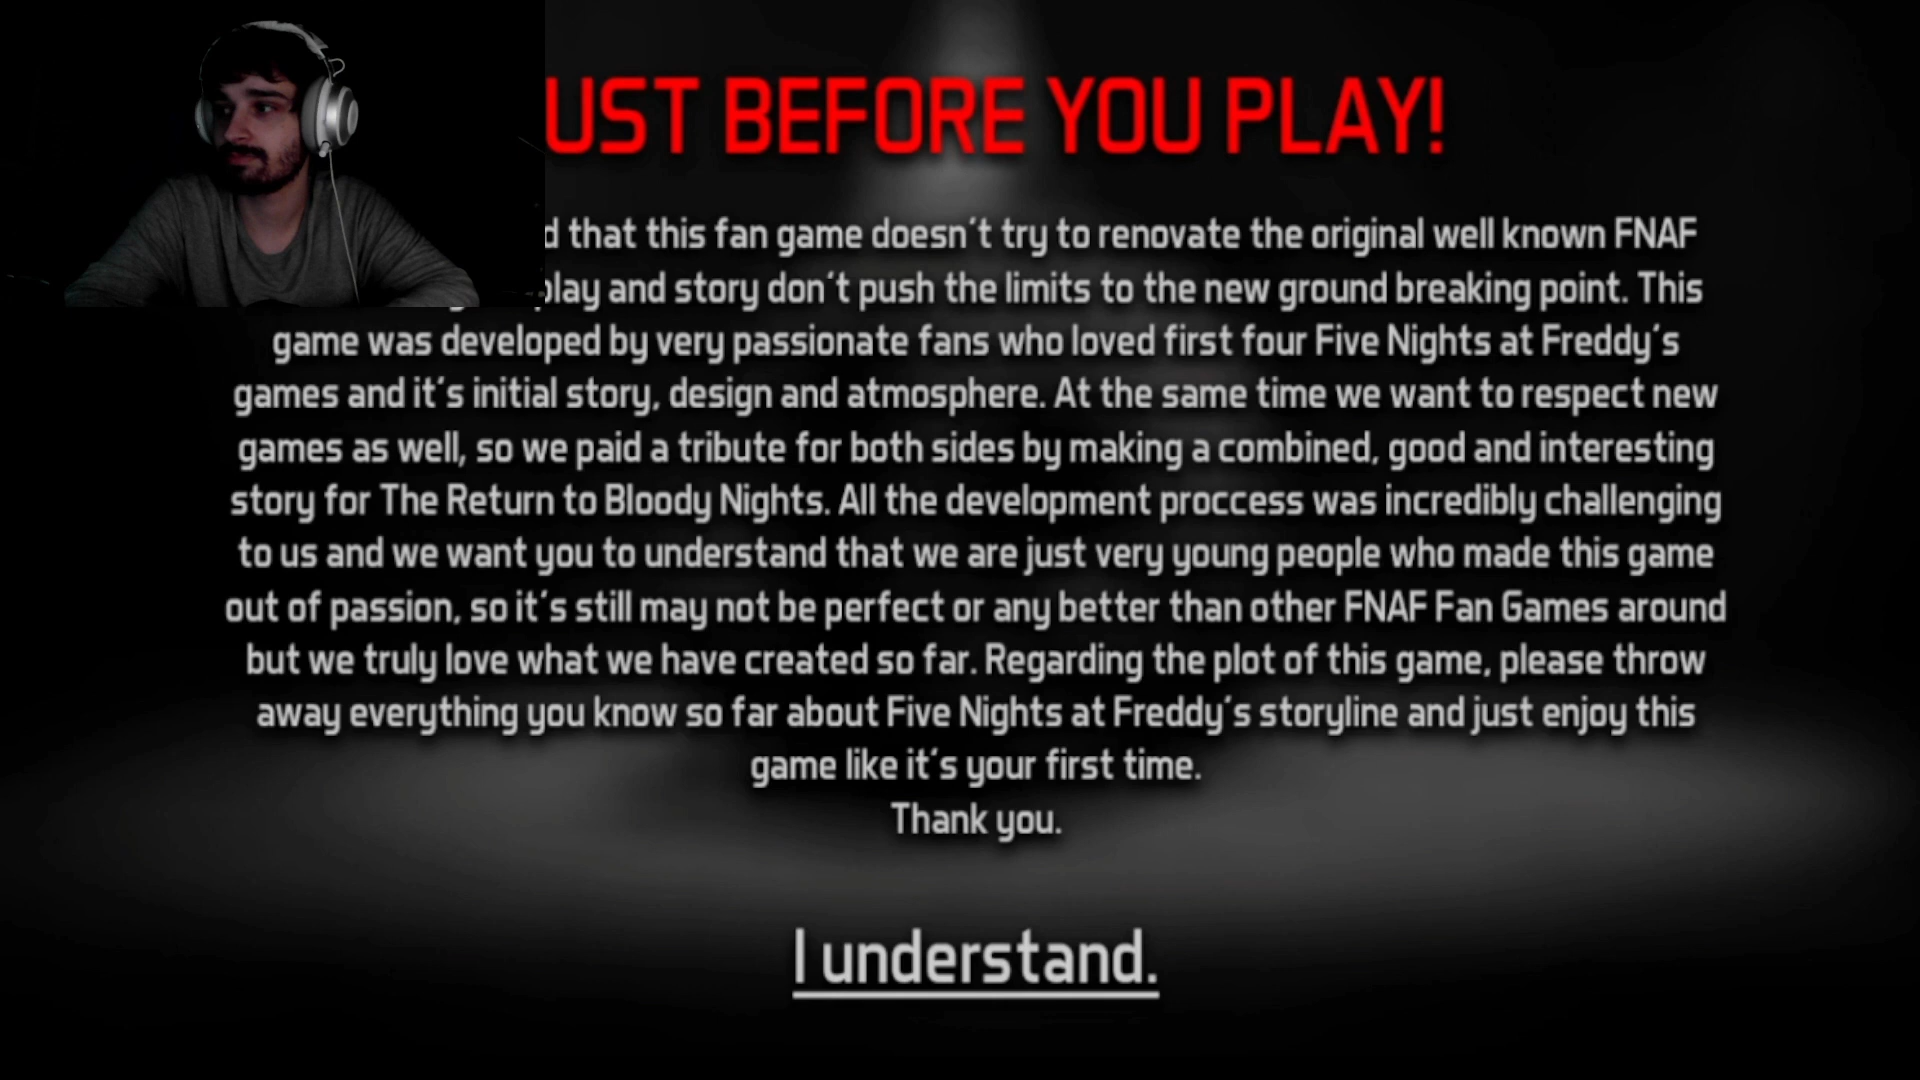 UST BEFORE YOU PLAY!
that this fan game doesn't try to renovate the original well known FNAF
and story don't push the limits to the new ground breaking point. This
game was developed by very passionate fans who loved first four Five Nights at Freddy's
games and it's initial story, design and atmosphere. At the same time we want to respect new
games as well, so we paid a tribute for both sides by making a combined, good and interesting
story for The Return to Bloody Nights. All the development proccess was incredibly challenging
to us and we want you to understand that we are just very young people who made this game
out of passion, so it's still may not be perfect or any better than other FNAF Fan Games around
but we truly love what we have created so far. Regarding the plot of this game, please throw
away everything you know so far about Five Nights at Freddy's storyline and just enjoy this
game like it's your first time.
Thank you.
I understand.